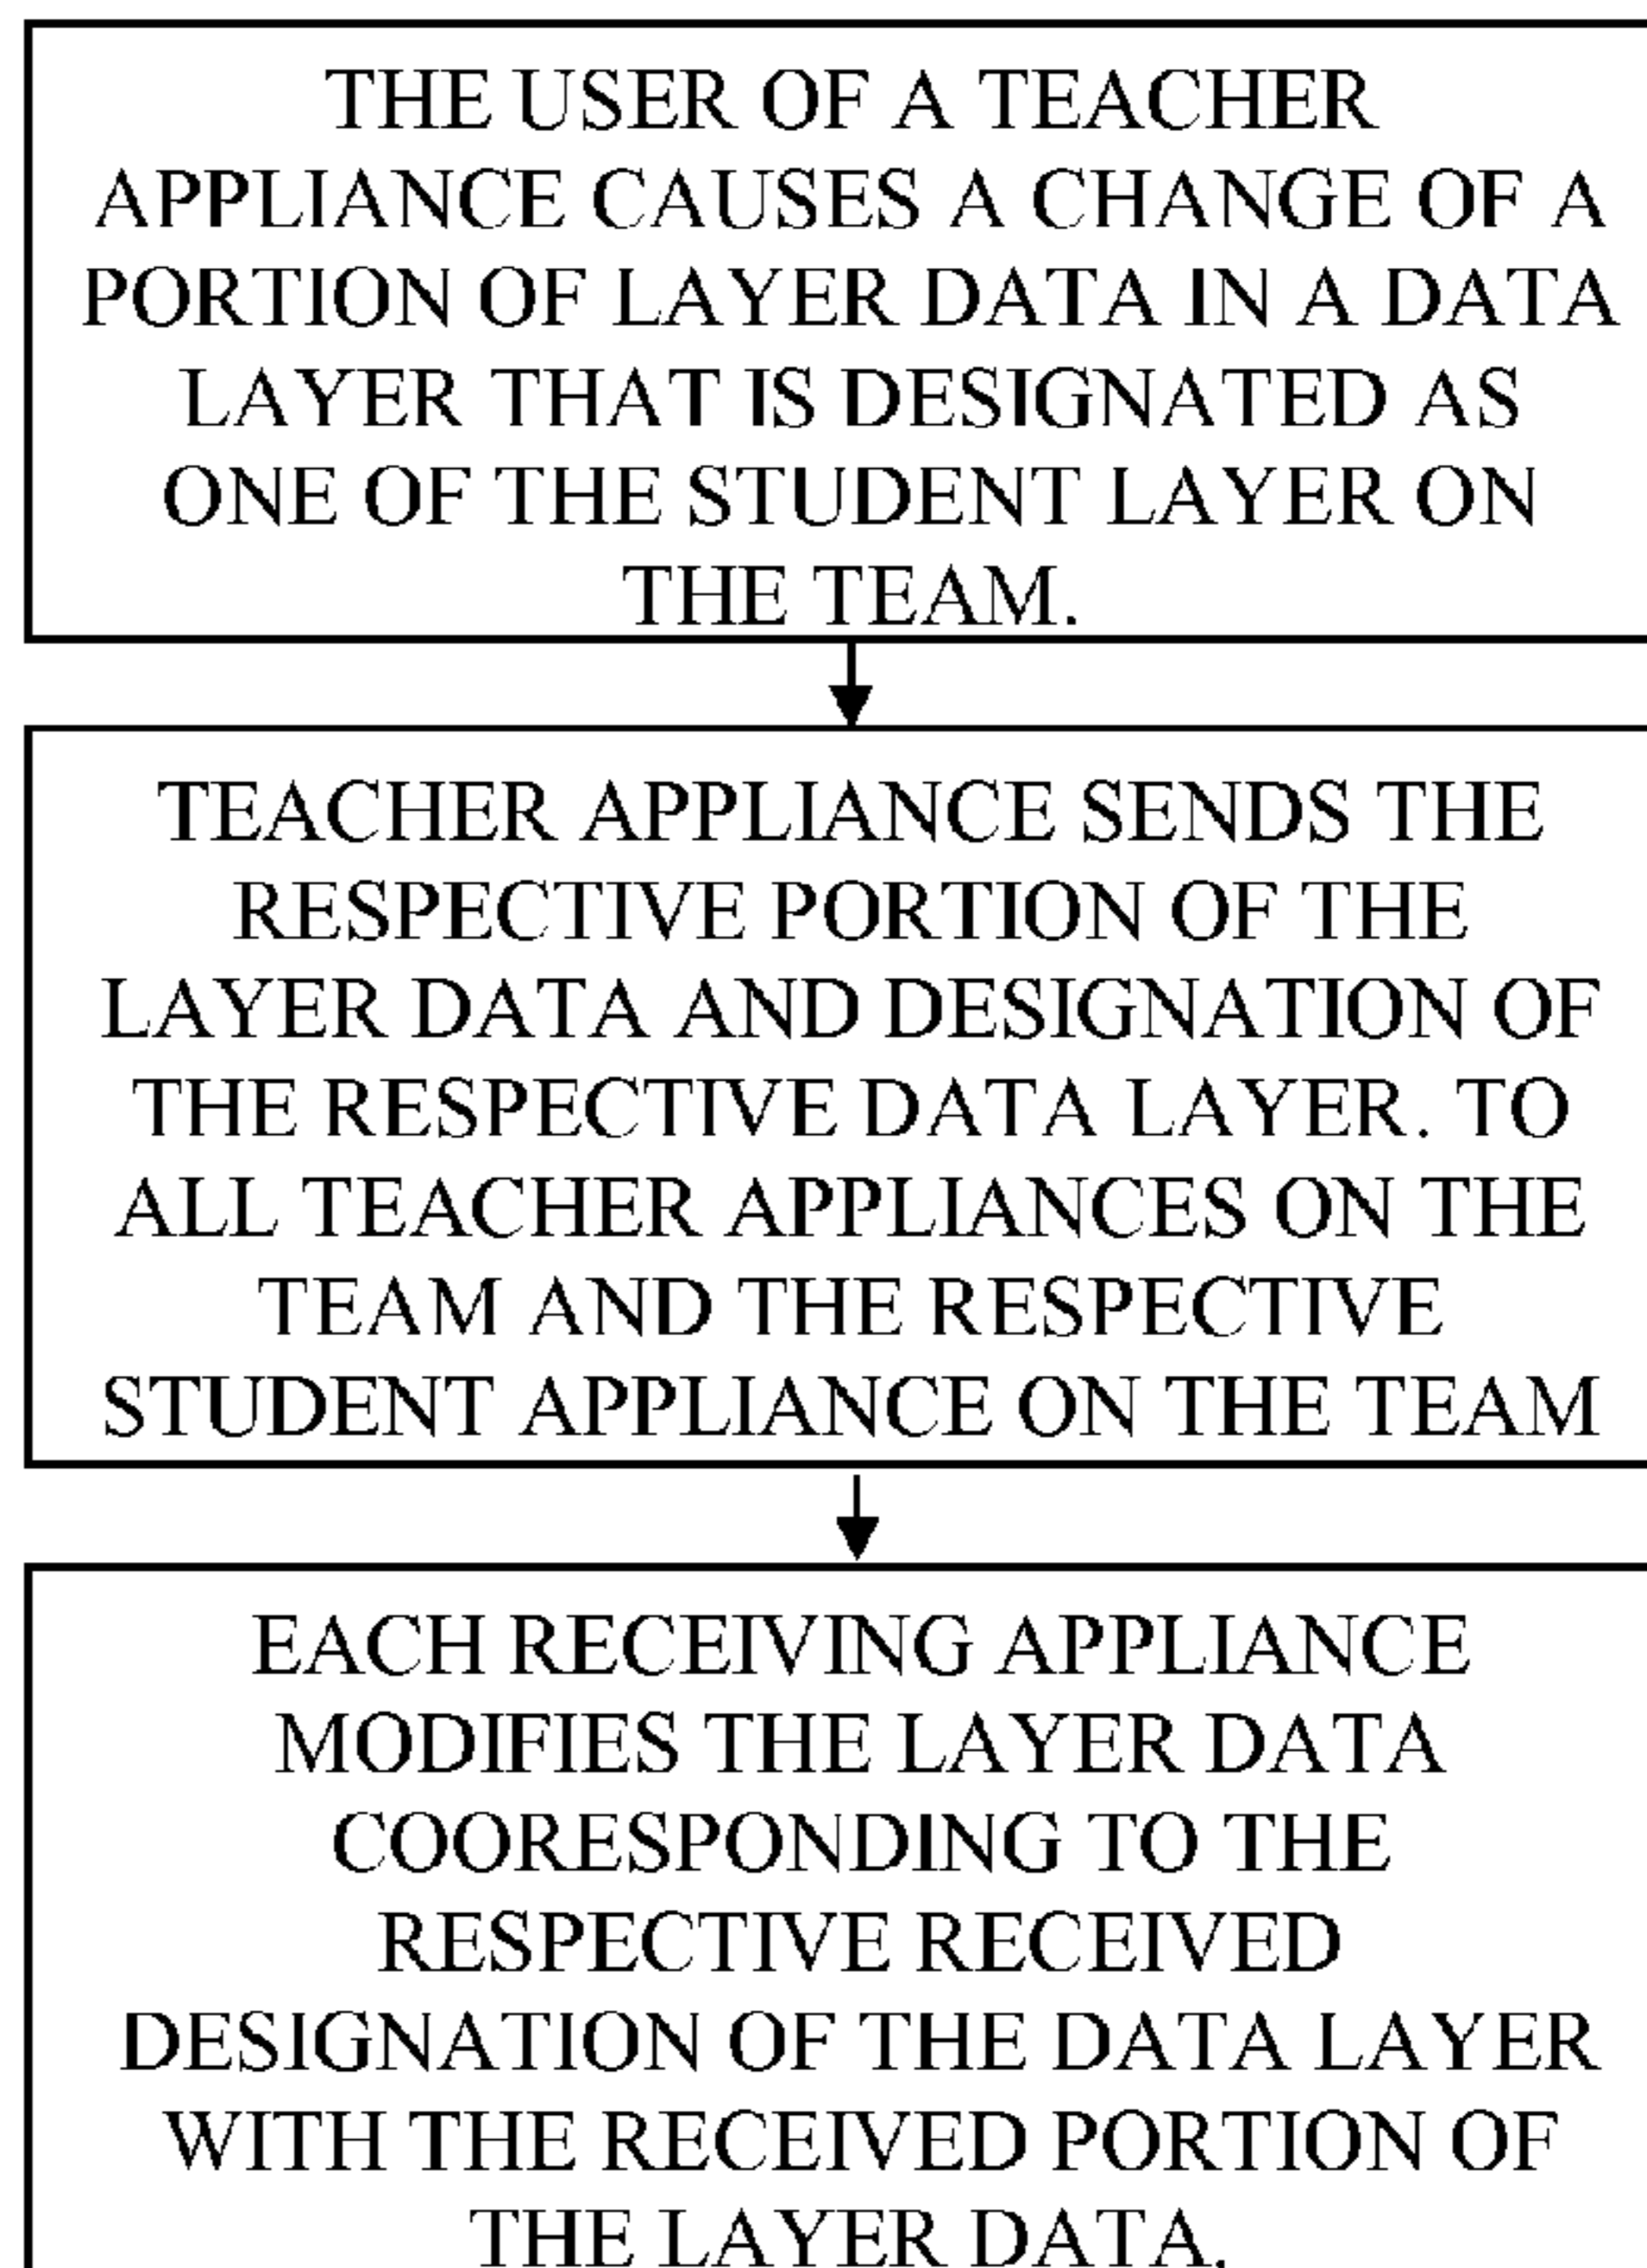 THE USER OF A TEACHER
APPLIANCE CAUSES A CHANGE OF A
PORTION OF LAYER DATA IN A DATA
LAYER THAT IS DESIGNATED AS
ONE OF THE STUDENT LAYER ON
THE TEAM.
TEACHER APPLIANCE SENDS THE
RESPECTIVE PORTION OF THE
LAYER DATA AND DESIGNATION OF
THE RESPECTIVE DATA LAYER. TO
ALL TEACHER APPLIANCES ON THE
TEAM AND THE RESPECTIVE
STUDENT APPLIANCE ON THE TEAM
EACH RECEIVING APPLIANCE
MODIFIES THE LAYER DATA
COORESPONDING TO THE
RESPECTIVE RECEIVED
DESIGNATION OF THE DATA LAYER
WITH THE RECEIVED PORTION OF
THE LAYER DATA.